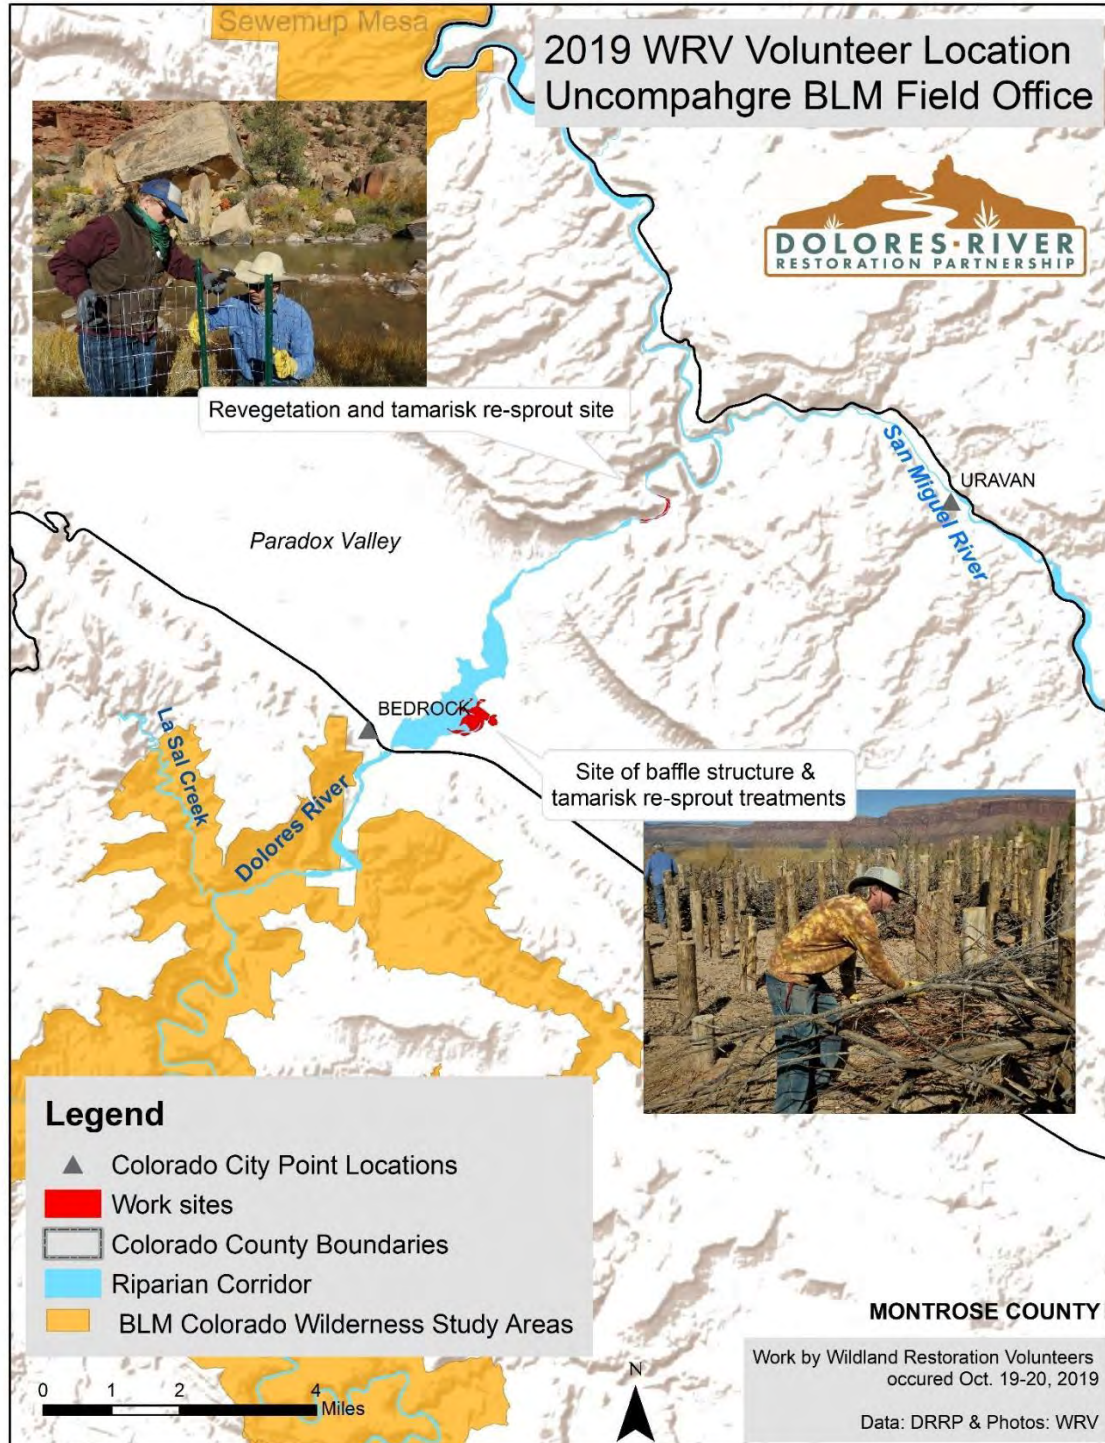 Sewemup Mesa
2019 WRV Volunteer Location
Uncompahgre BLM Field Office
DOLORES·RIVER
RESTORATION PARTNERSHIP
Revegetation and tamarisk re-sprout site
San Miguel River
URAVAN
Paradox Valley
BEDROCK
La Sal Creek
Dolores River
Site of baffle structure &
tamarisk re-sprout treatments
Legend
Colorado City Point Locations
Work sites
Colorado County Boundaries
Riparian Corridor
BLM Colorado Wilderness Study Areas
0 1 2 4
Miles
N
MONTROSE COUNTY
Work by Wildland Restoration Volunteers
occured Oct. 19-20, 2019
Data: DRRP & Photos: WRV